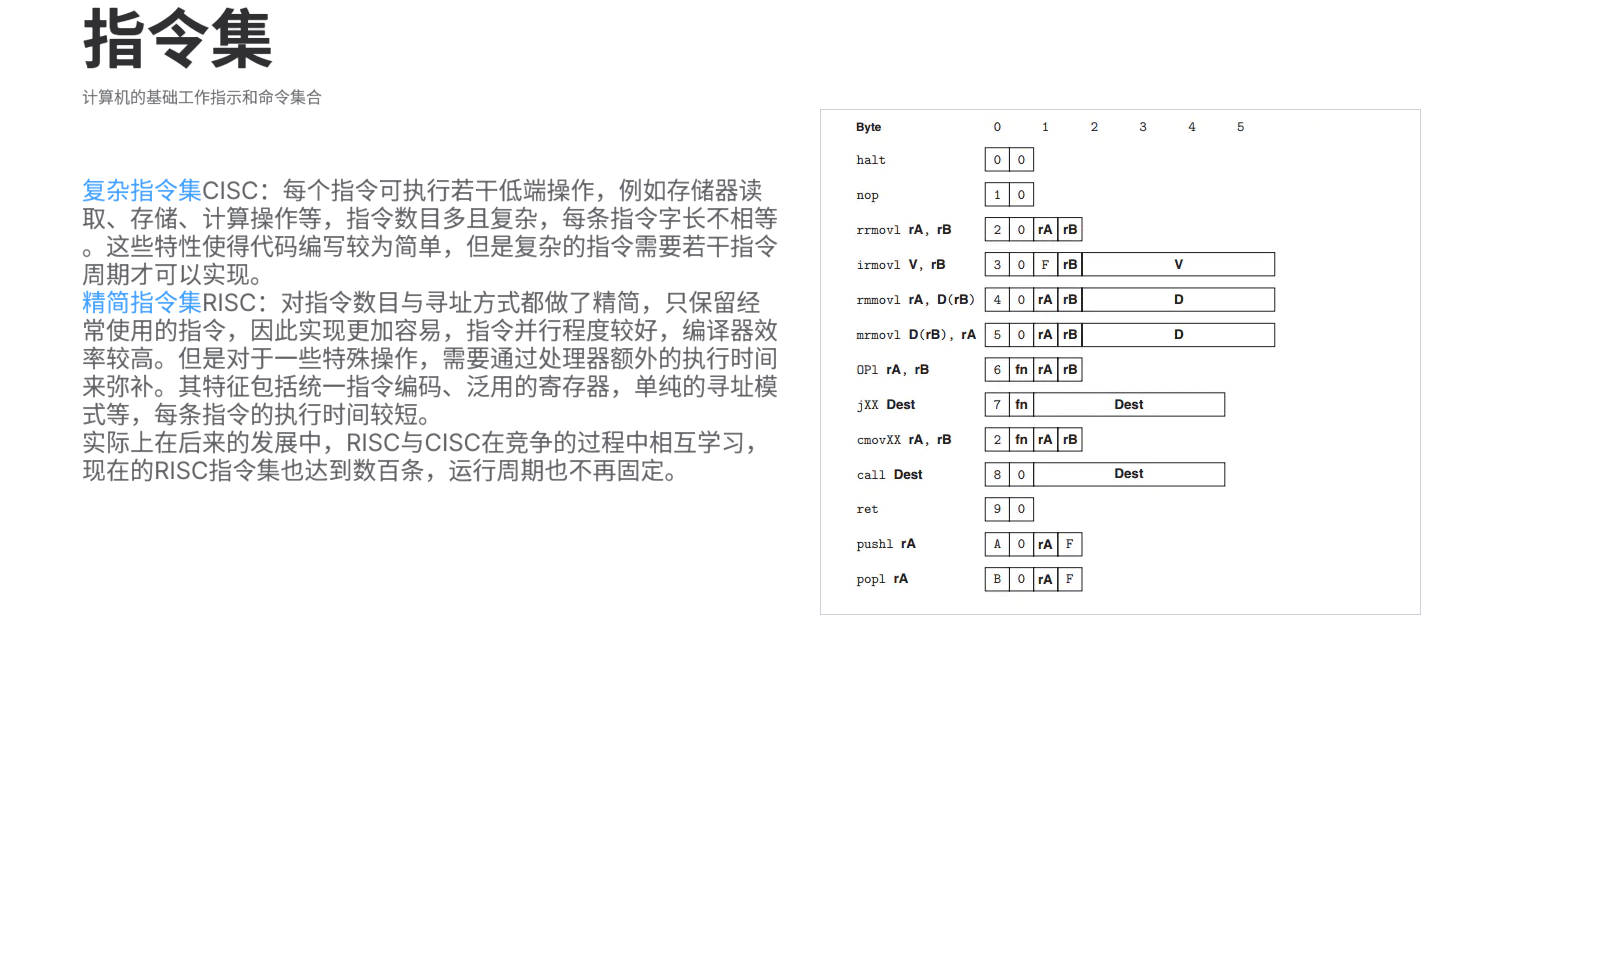 指令集
计算机的基础工作指示和命令集合
复杂指令集CISC：每个指令可执行若干低端操作，例如存储器读
取、存储、计算操作等，指令数目多且复杂，每条指令字长不相等
。这些特性使得代码编写较为简单，但是复杂的指令需要若干指令
周期才可以实现。
精简指令集RISC：对指令数目与寻址方式都做了精简，只保留经
常使用的指令，因此实现更加容易，指令并行程度较好，编译器效
率较高。但是对于一些特殊操作，需要通过处理器额外的执行时间
来弥补。其特征包括统一指令编码、泛用的寄存器，单纯的寻址模
式等，每条指令的执行时间较短。
实际上在后来的发展中，RISC与CISC在竞争的过程中相互学习，
现在的RISC指令集也达到数百条，运行周期也不再固定。
Byte 0 1 2 3 4 5
halt 0 0
nop 1 0
rrmovl rA, rB 2 0 rA rB
irmovl V, rB 3 0 F rB V
rmmovl rA, D(rB) 4 0 rA rB D
mrmovl D(rB), rA 5 0 rA rB D
OPl rA, rB 6 fn rA rB
jXX Dest 7 fn Dest
cmovXX rA, rB 2 fn rA rB
call Dest 8 0 Dest
ret 9 0
pushl rA A 0 rA F
popl rA B 0 rA F